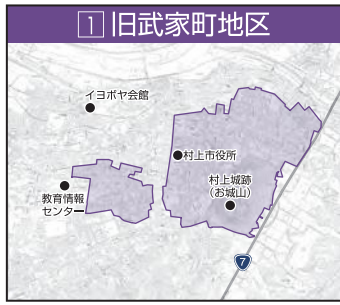 1 旧武家町地区
イヨボヤ会館
村上市役所
村上城跡
（お城山）
教育情報
センター
7